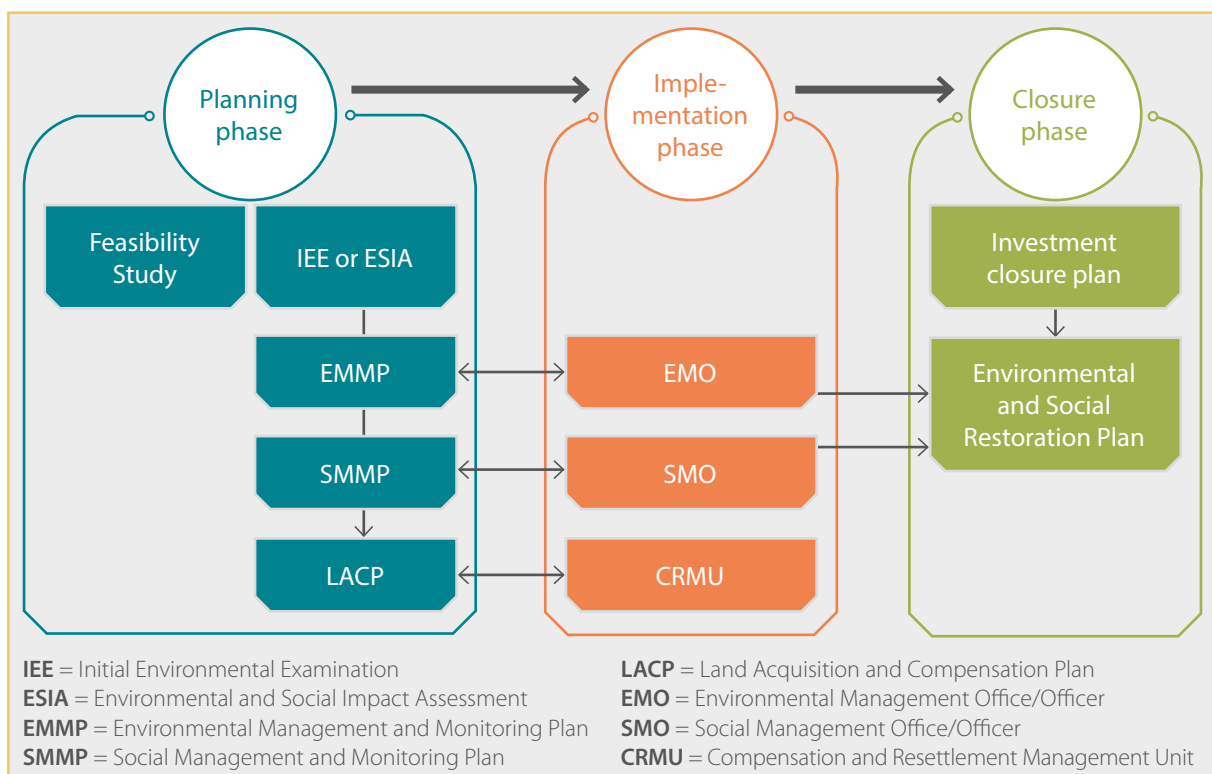 Planning
phase
Imple-
mentation
phase
Closure
phase
Feasibility
Study
IEE or ESIA
Investment
closure plan
EMMP
EMO
Environmental
and Social
Restoration Plan
SMMP
SMO
LACP
CRMU
IEE = Initial Environmental Examination
ESIA = Environmental and Social Impact Assessment
EMMP = Environmental Management and Monitoring Plan
SMMP = Social Management and Monitoring Plan
LACP = Land Acquisition and Compensation Plan
EMO = Environmental Management Office/Officer
SMO = Social Management Office/Officer
CRMU = Compensation and Resettlement Management Unit